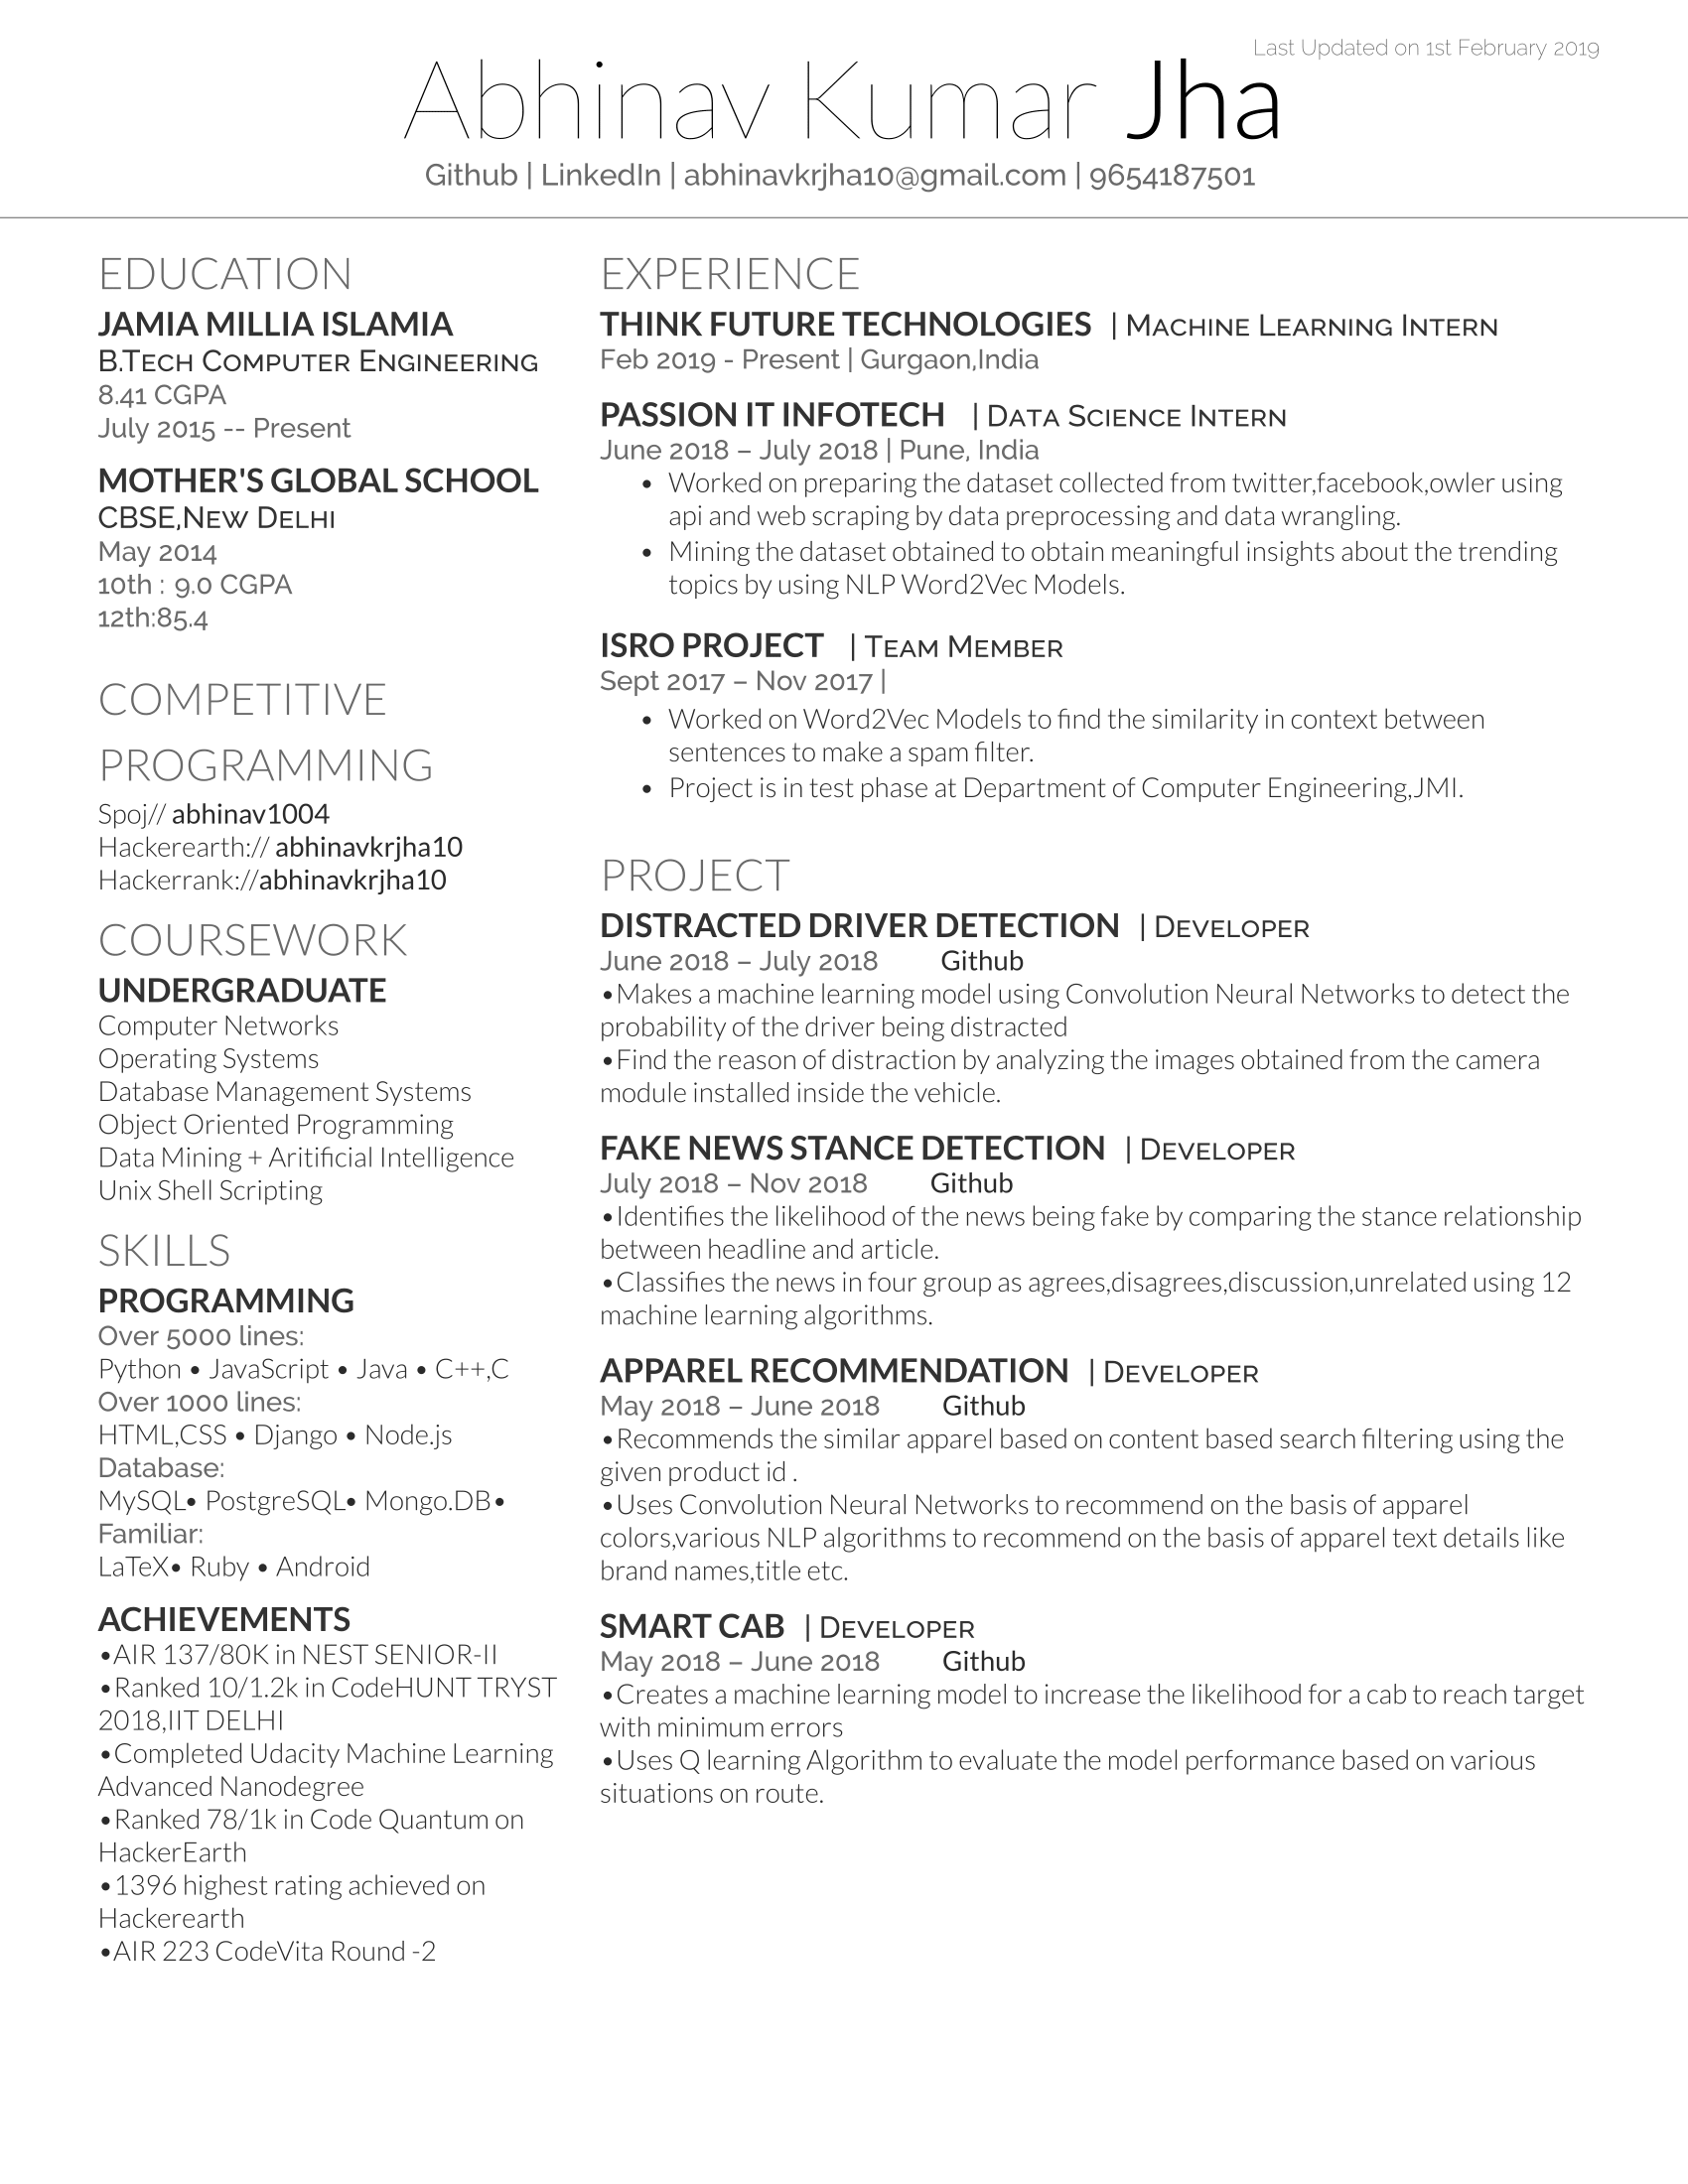 Last Updated on 1st February 2019
Abhinav Kumar Jha
Github | LinkedIn | abhinavkrjha10@gmail.com | 9654187501
EDUCATION
JAMIA MILLIA ISLAMIA
B.Tech Computer Engineering
8.41 CGPA
July 2015 -- Present
MOTHER'S GLOBAL SCHOOL
CBSE,New Delhi
May 2014
10th : 9.0 CGPA
12th:85.4
COMPETITIVE
PROGRAMMING
Spoj// abhinav1004
Hackerearth:// abhinavkrjha10
Hackerrank://abhinavkrjha10
COURSEWORK
UNDERGRADUATE
Computer Networks
Operating Systems
Database Management Systems
Object Oriented Programming
Data Mining + Aritificial Intelligence
Unix Shell Scripting
SKILLS
PROGRAMMING
Over 5000 lines:
Python • JavaScript • Java • C++,C
Over 1000 lines:
HTML,CSS • Django • Node.js
Database:
MySQL• PostgreSQL• Mongo.DB•
Familiar:
LaTeX• Ruby • Android
ACHIEVEMENTS
•AIR 137/80K in NEST SENIOR-II
•Ranked 10/1.2k in CodeHUNT TRYST
2018,IIT DELHI
•Completed Udacity Machine Learning
Advanced Nanodegree
•Ranked 78/1k in Code Quantum on
HackerEarth
•1396 highest rating achieved on
Hackerearth
•AIR 223 CodeVita Round -2
EXPERIENCE
THINK FUTURE TECHNOLOGIES | Machine Learning Intern
Feb 2019 - Present | Gurgaon,India
PASSION IT INFOTECH | Data Science Intern
June 2018 – July 2018 | Pune, India
• Worked on preparing the dataset collected from twitter,facebook,owler using
api and web scraping by data preprocessing and data wrangling.
• Mining the dataset obtained to obtain meaningful insights about the trending
topics by using NLP Word2Vec Models.
ISRO PROJECT | Team Member
Sept 2017 – Nov 2017 |
• Worked on Word2Vec Models to find the similarity in context between
sentences to make a spam filter.
• Project is in test phase at Department of Computer Engineering,JMI.
PROJECT
DISTRACTED DRIVER DETECTION | Developer
June 2018 – July 2018 Github
•Makes a machine learning model using Convolution Neural Networks to detect the
probability of the driver being distracted
•Find the reason of distraction by analyzing the images obtained from the camera
module installed inside the vehicle.
FAKE NEWS STANCE DETECTION | Developer
July 2018 – Nov 2018 Github
•Identifies the likelihood of the news being fake by comparing the stance relationship
between headline and article.
•Classifies the news in four group as agrees,disagrees,discussion,unrelated using 12
machine learning algorithms.
APPAREL RECOMMENDATION | Developer
May 2018 – June 2018 Github
•Recommends the similar apparel based on content based search filtering using the
given product id .
•Uses Convolution Neural Networks to recommend on the basis of apparel
colors,various NLP algorithms to recommend on the basis of apparel text details like
brand names,title etc.
SMART CAB | Developer
May 2018 – June 2018 Github
•Creates a machine learning model to increase the likelihood for a cab to reach target
with minimum errors
•Uses Q learning Algorithm to evaluate the model performance based on various
situations on route.